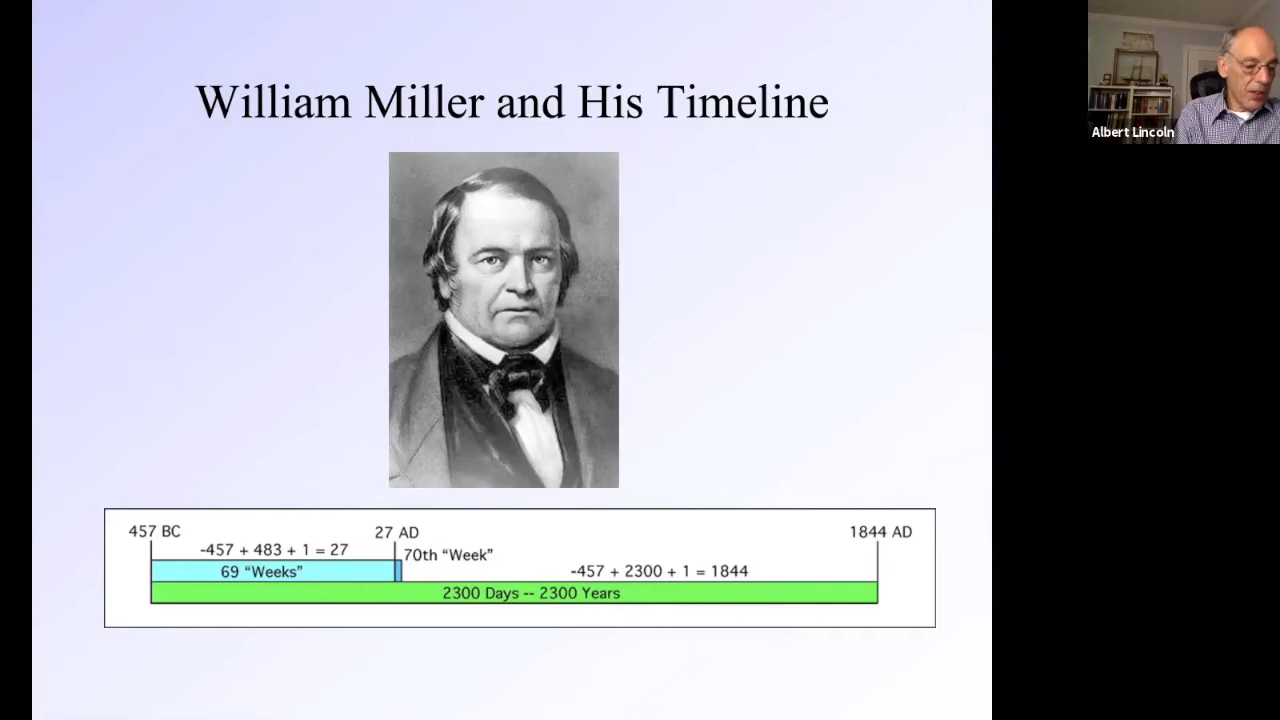 William Miller and His Timeline
Albert Lincoln
457 BC
27 AD
1844 AD
-457 + 483 + 1 = 27
70th “Week”
69 “Weeks”
-457 + 2300 + 1 = 1844
2300 Days -- 2300 Years